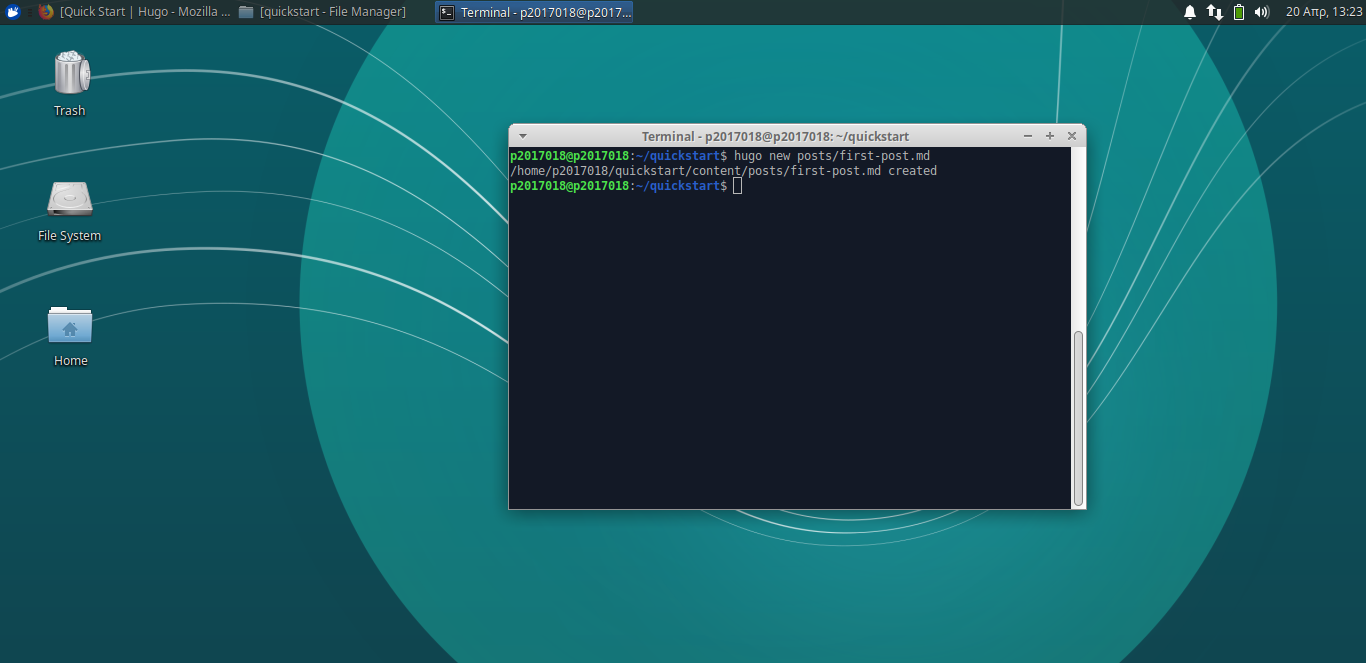 [Quick Start | Hugo - Mozilla ...
[quickstart - File Manager]
Terminal - p2017018@p2017...
20 Απρ, 13:23
Trash
File System
Home
Terminal - p2017018@p2017018: ~/quickstart
p2017018@p2017018:~/quickstart$ hugo new posts/first-post.md
/home/p2017018/quickstart/content/posts/first-post.md created
p2017018@p2017018:~/quickstart$